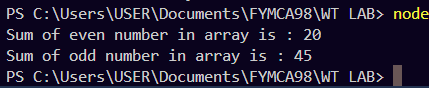 PS C:\Users\USER\Documents\FYMCA98\WT LAB> node
Sum of even number in array is : 20
Sum of odd number in array is : 45
PS C:\Users\USER\Documents\FYMCA98\WT LAB>